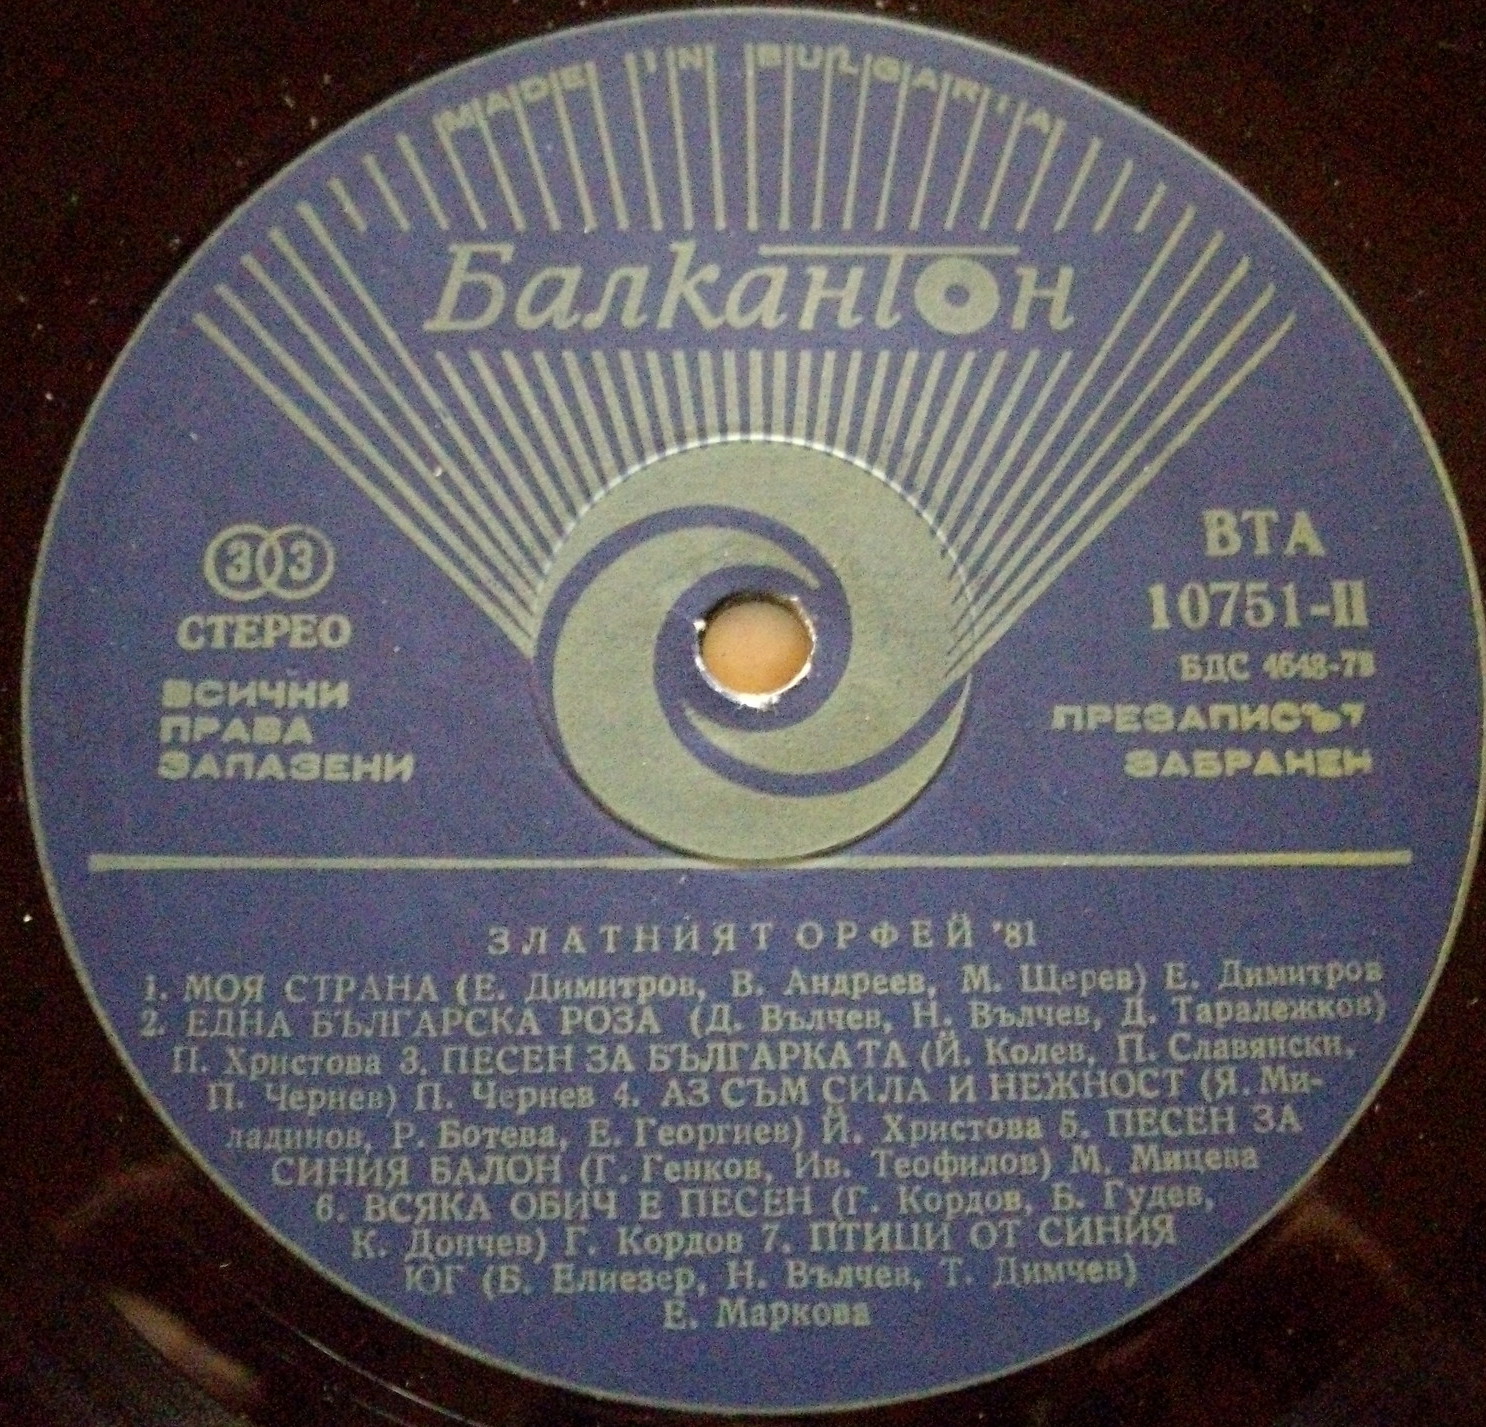 MADE IN BULGARIA
Балкантон
33
СТЕРЕО
ВСИЧКИ
ПРАВА
ЗАПАЗЕНИ
ВТА
10751-II
БДС 4648-73
ПРЕЗАПИСЪТ
ЗАБРАНЕН
ЗЛАТНИЯТ ОРФЕЙ '81
1. МОЯ СТРАНА (Е. Димитров, В. Андреев, М. Щерев) Е. Димитров
2. ЕДНА БЪЛГАРСКА РОЗА (Д. Вълчев, Н. Вълчев, Д. Таралежков)
П. Христова 3. ПЕСЕН ЗА БЪЛГАРКАТА (Й. Колев, П. Славянски,
П. Чернев) П. Чернев 4. АЗ СЪМ СИЛА И НЕЖНОСТ (Я. Ми-
ладинов, Р. Ботева, Е. Георгиев) Й. Христова 5. ПЕСЕН ЗА
СИНИЯ БАЛОН (Г. Генков, Ив. Теофилов) М. Мицева
6. ВСЯКА ОБИЧ Е ПЕСЕН (Г. Кордов, Б. Гудев,
К. Дончев) Г. Кордов 7. ПТИЦИ ОТ СИНИЯ
ЮГ (Б. Елиезер, Н. Вълчев, Т. Димчев)
Е. Маркова